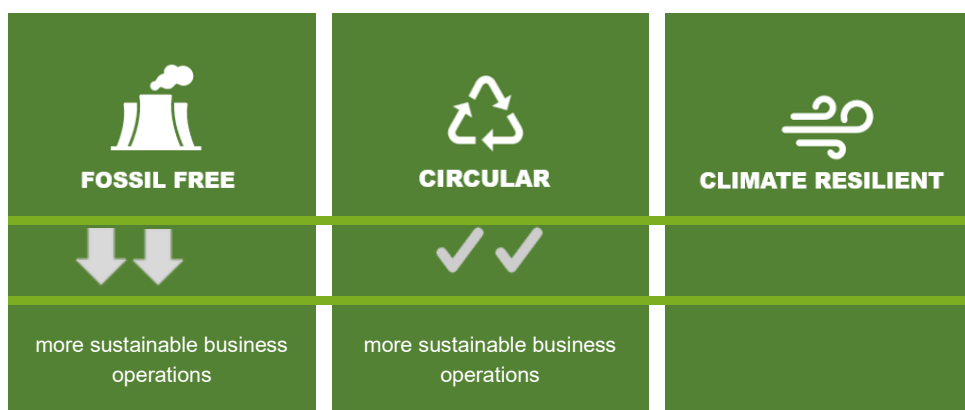 FOSSIL FREE
CIRCULAR
CLIMATE RESILIENT
more sustainable business
operations
more sustainable business
operations